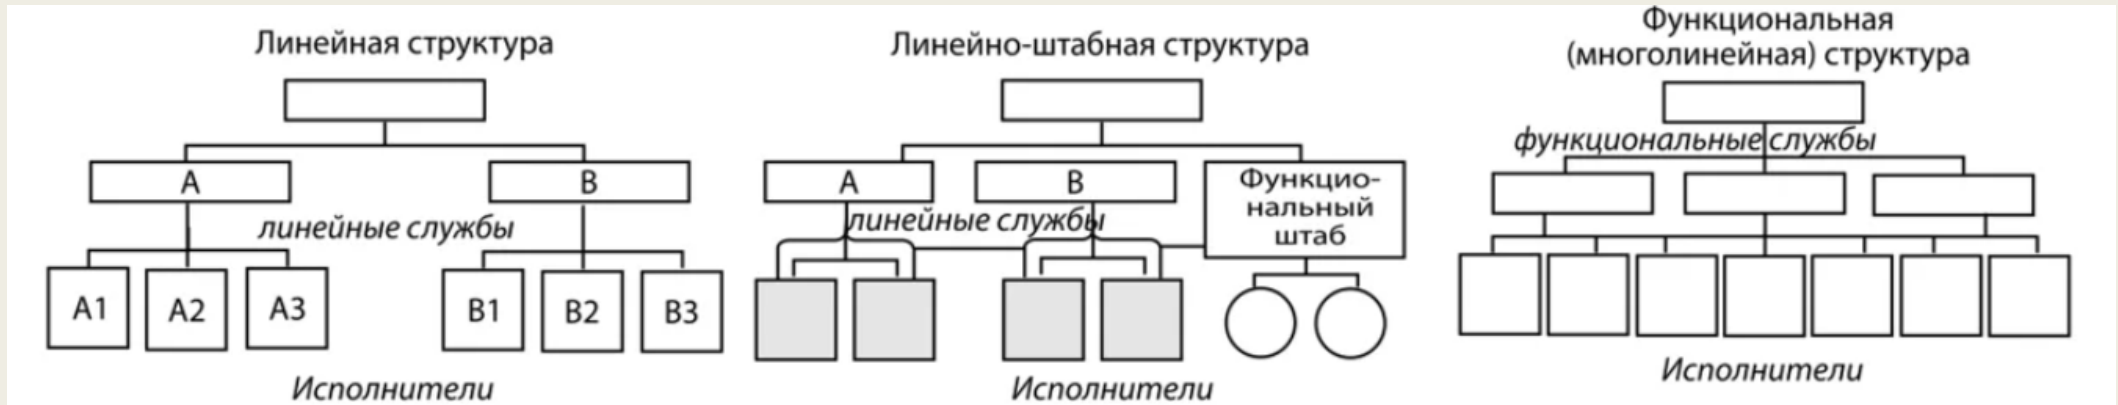 Линейная структура
А
В
линейные службы
А1
А2
А3
В1
В2
В3
Исполнители
Линейно-штабная структура
А
В
Функцио-
нальный
штаб
линейные службы
Исполнители
Функциональная
(многолинейная) структура
функциональные службы
Исполнители